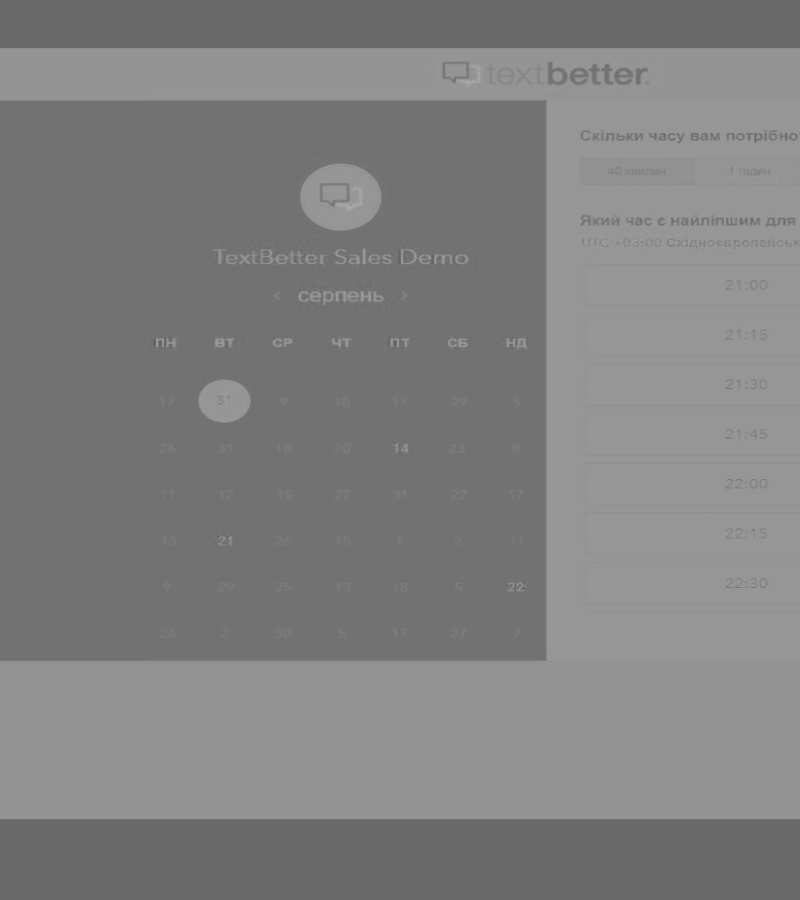 textbetter.
TextBetter Sales Demo
‹ серпень ›
ПН ВТ СР ЧТ ПТ СБ НД
17 31 9 10 17 29 5
26 31 18 20 14 23 8
11 12 15 27 31 22 17
13 21 26 15 1 2 11
9 29 25 13 18 5 22
26 2 30 6 17 27 7
Скільки часу вам потрібно
40 хвилин 1 годин
Який час є найліпшим для
UTC +03:00 Східноєвропейськ
21:00
21:15
21:30
21:45
22:00
22:15
22:30